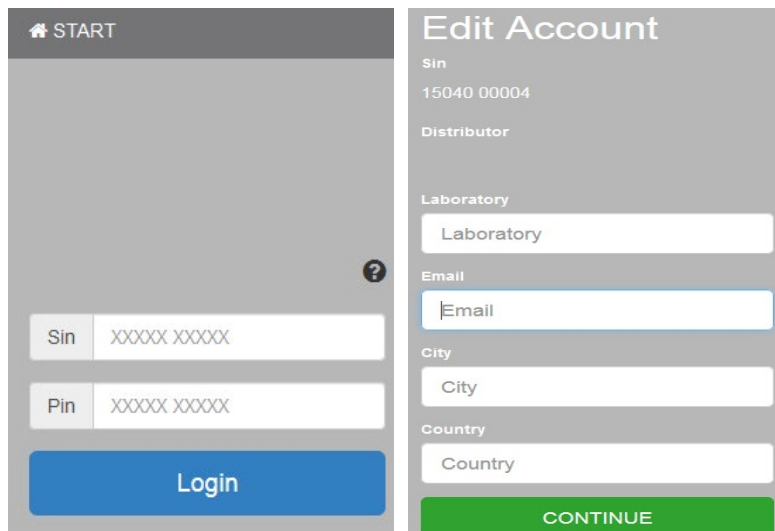 START
Sin XXXXX XXXXX
Pin XXXXX XXXXX
Login
Edit Account
Sin
15040 00004
Distributor
Laboratory
Laboratory
Email
Email
City
City
Country
Country
CONTINUE